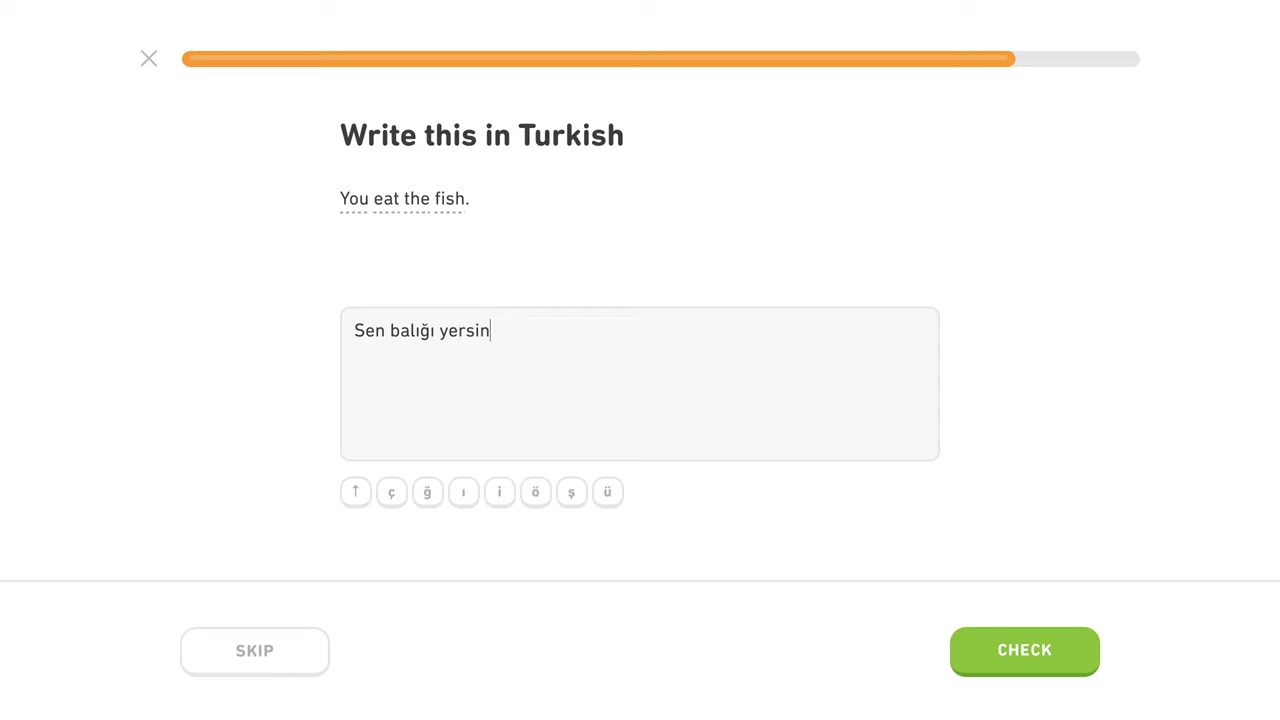 Write this in Turkish
You eat the fish.
Sen balığı yersin
↑ ç ğ ı i ö ş ü
SKIP
CHECK